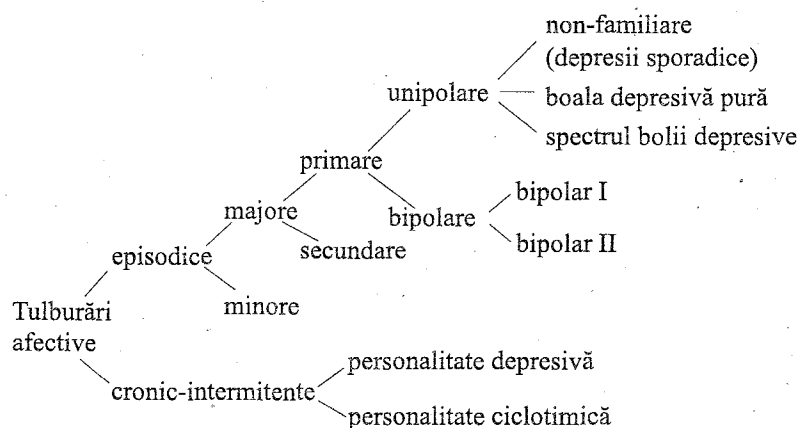 non-familiare
(depresii sporadice)
unipolare
boala depresivă pură
spectrul bolii depresive
primare
bipolar I
majore
bipolare
bipolar II
episodice
secundare
Tulburări
afective
minore
personalitate depresivă
cronic-intermitente
personalitate ciclotimică